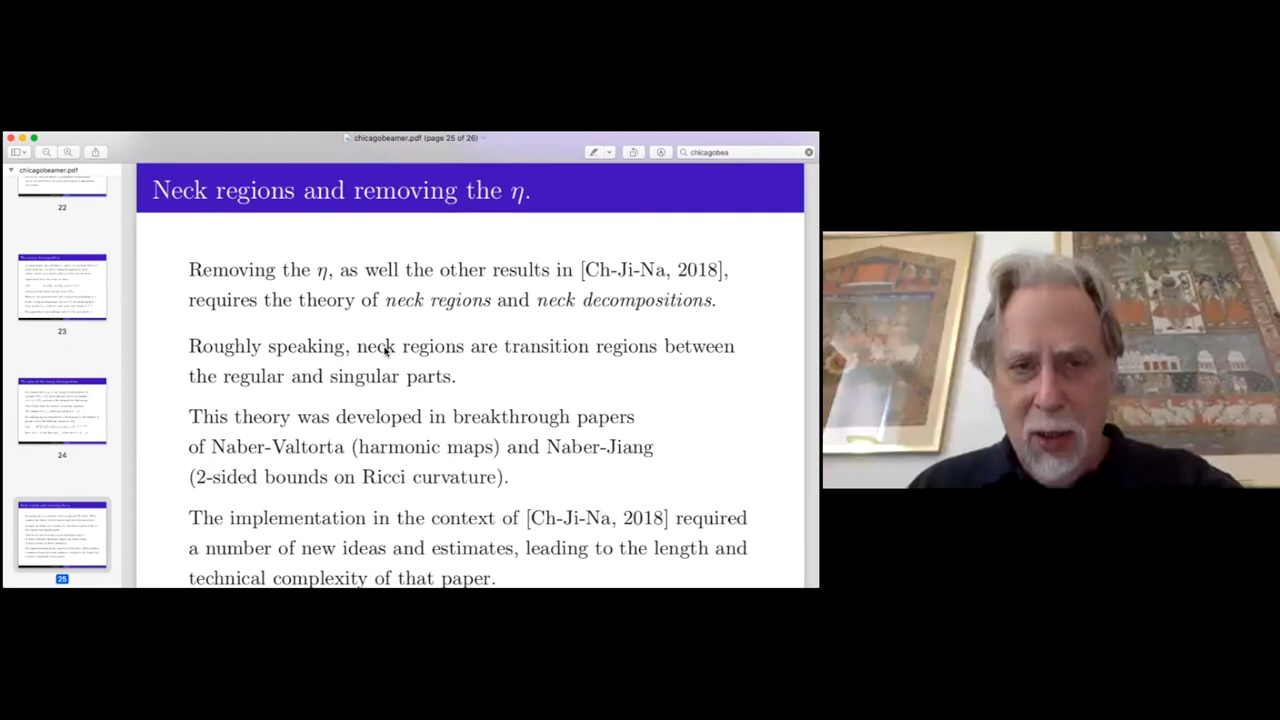 chicagobeamer.pdf (page 25 of 26)
chicagobea
chicagobeamer.pdf
22
23
24
25
Neck regions and removing the η.
Removing the η, as well the other results in [Ch-Ji-Na, 2018],
requires the theory of neck regions and neck decompositions.
Roughly speaking, neck regions are transition regions between
the regular and singular parts.
This theory was developed in breakthrough papers
of Naber-Valtorta (harmonic maps) and Naber-Jiang
(2-sided bounds on Ricci curvature).
The implementation in the context of [Ch-Ji-Na, 2018] required
a number of new ideas and estimates, leading to the length and
technical complexity of that paper.